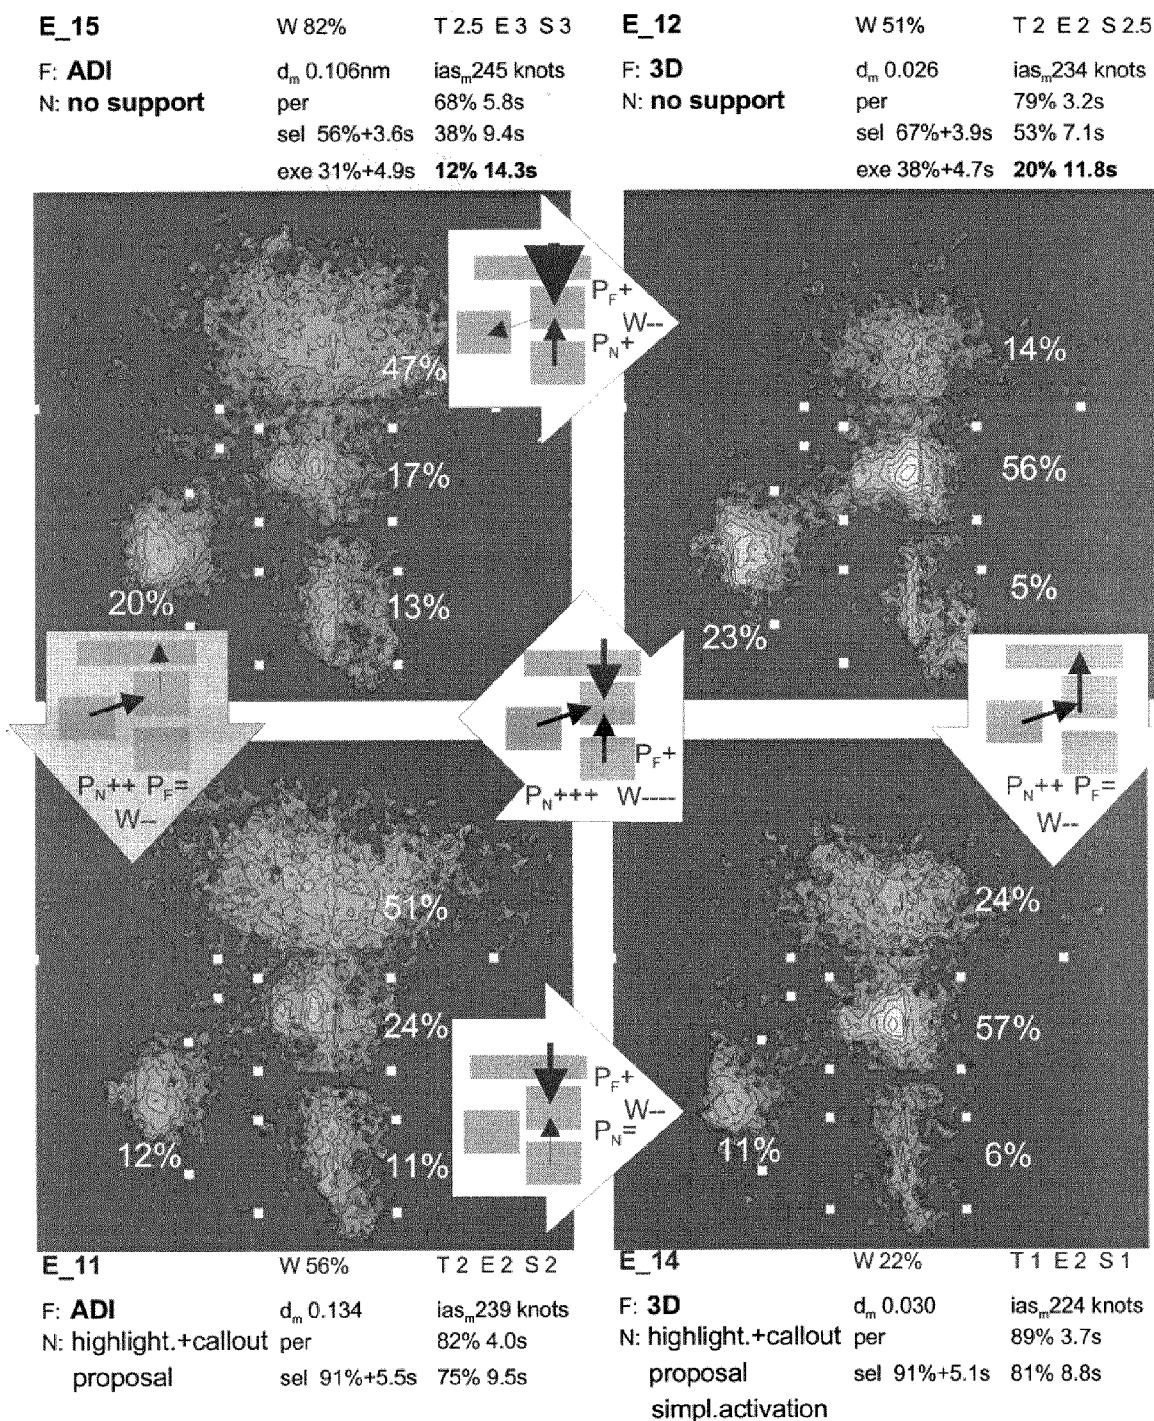 E_15 W 82% T 2.5 E 3 S 3
F: ADI d_m 0.106nm ias_m 245 knots
N: no support per 68% 5.8s
sel 56%+3.6s 38% 9.4s
exe 31%+4.9s 12% 14.3s
E_12 W 51% T 2 E 2 S 2.5
F: 3D d_m 0.026 ias_m 234 knots
N: no support per 79% 3.2s
sel 67%+3.9s 53% 7.1s
exe 38%+4.7s 20% 11.8s
47%
17%
20%
13%
P_F+
W--
P_N+
14%
56%
5%
23%
P_N++ P_F=
W--
P_F+
P_N+++ W----
P_N++ P_F=
W--
51%
24%
12%
11%
P_F+
W--
P_N=
24%
57%
11%
6%
E_11 W 56% T 2 E 2 S 2
F: ADI d_m 0.134 ias_m 239 knots
N: highlight.+callout per 82% 4.0s
proposal sel 91%+5.5s 75% 9.5s
E_14 W 22% T 1 E 2 S 1
F: 3D d_m 0.030 ias_m 224 knots
N: highlight.+callout per 89% 3.7s
proposal sel 91%+5.1s 81% 8.8s
simpl.activation